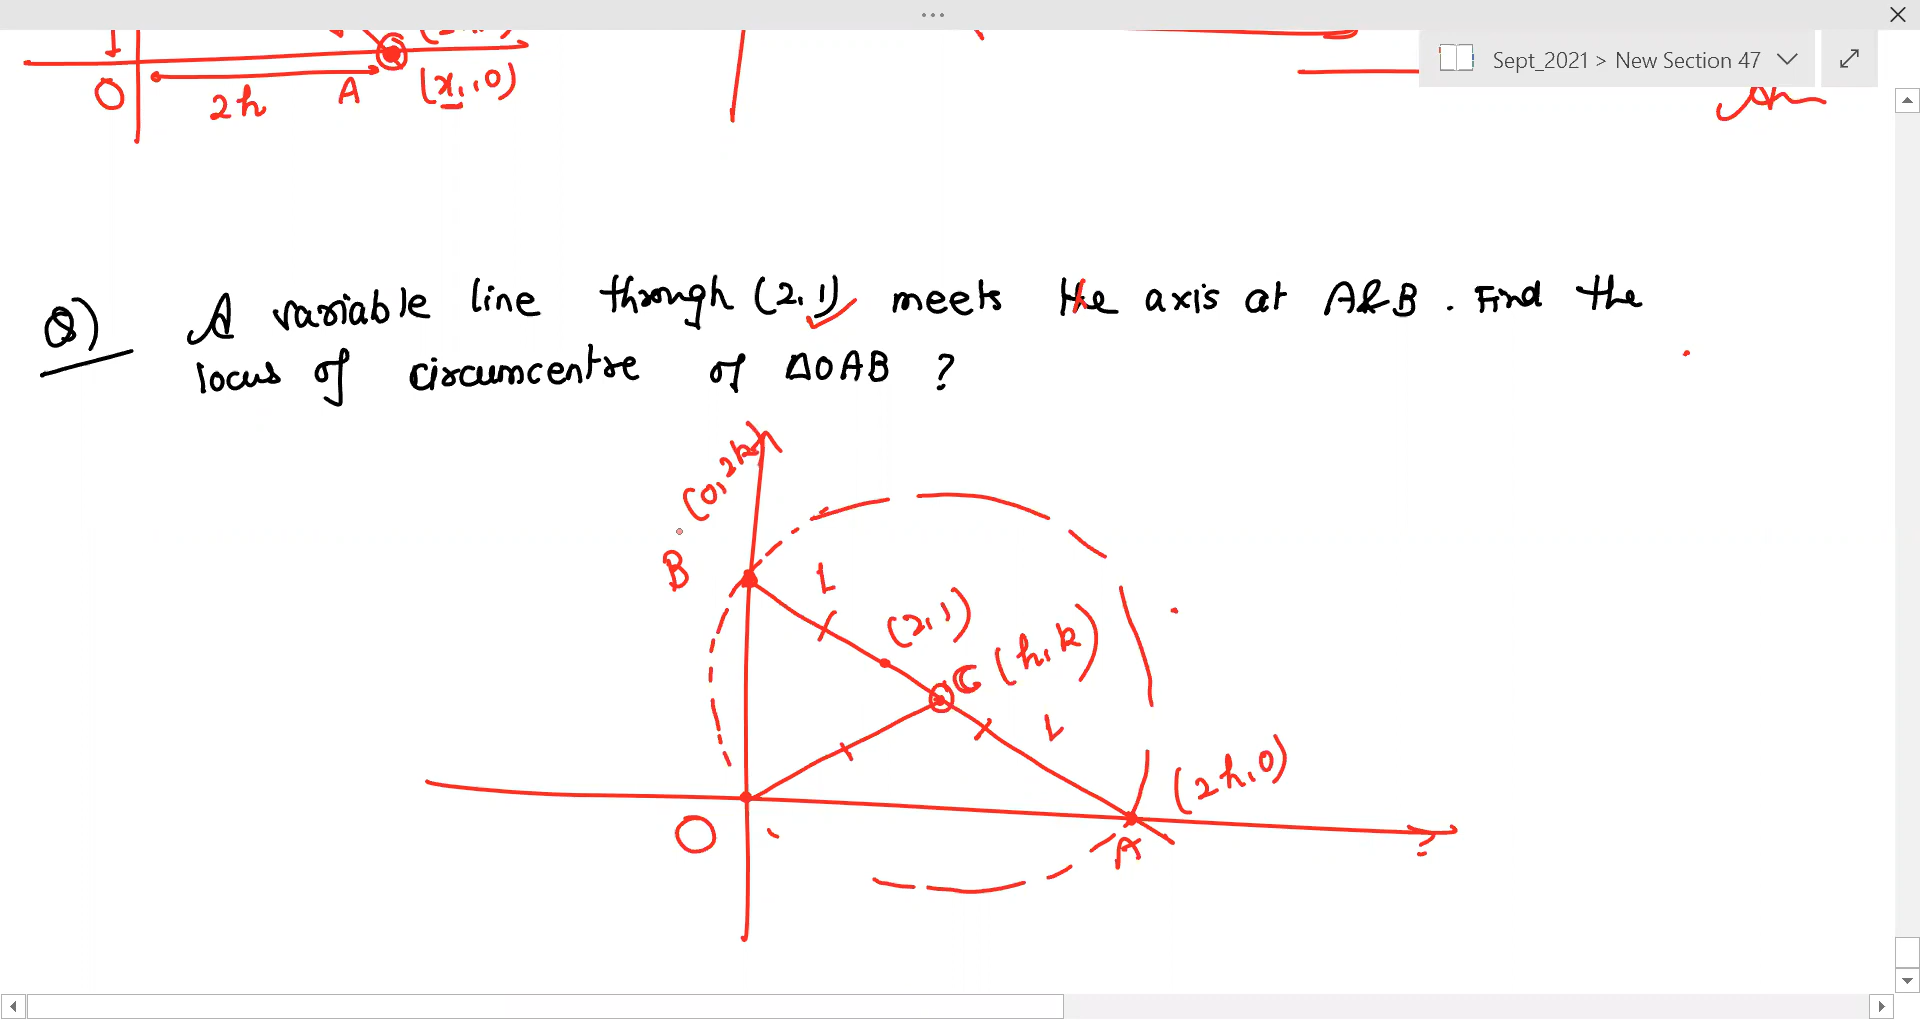 Sept_2021 > New Section 47
O
2h
A
(x₁,0)
Q) A variable line through (2,1) meets the axis at A&B. Find the
locus of circumcentre of ΔOAB ?
(0,2k)
B
L
(2,1)
C (h,k)
L
(2h,0)
O
A